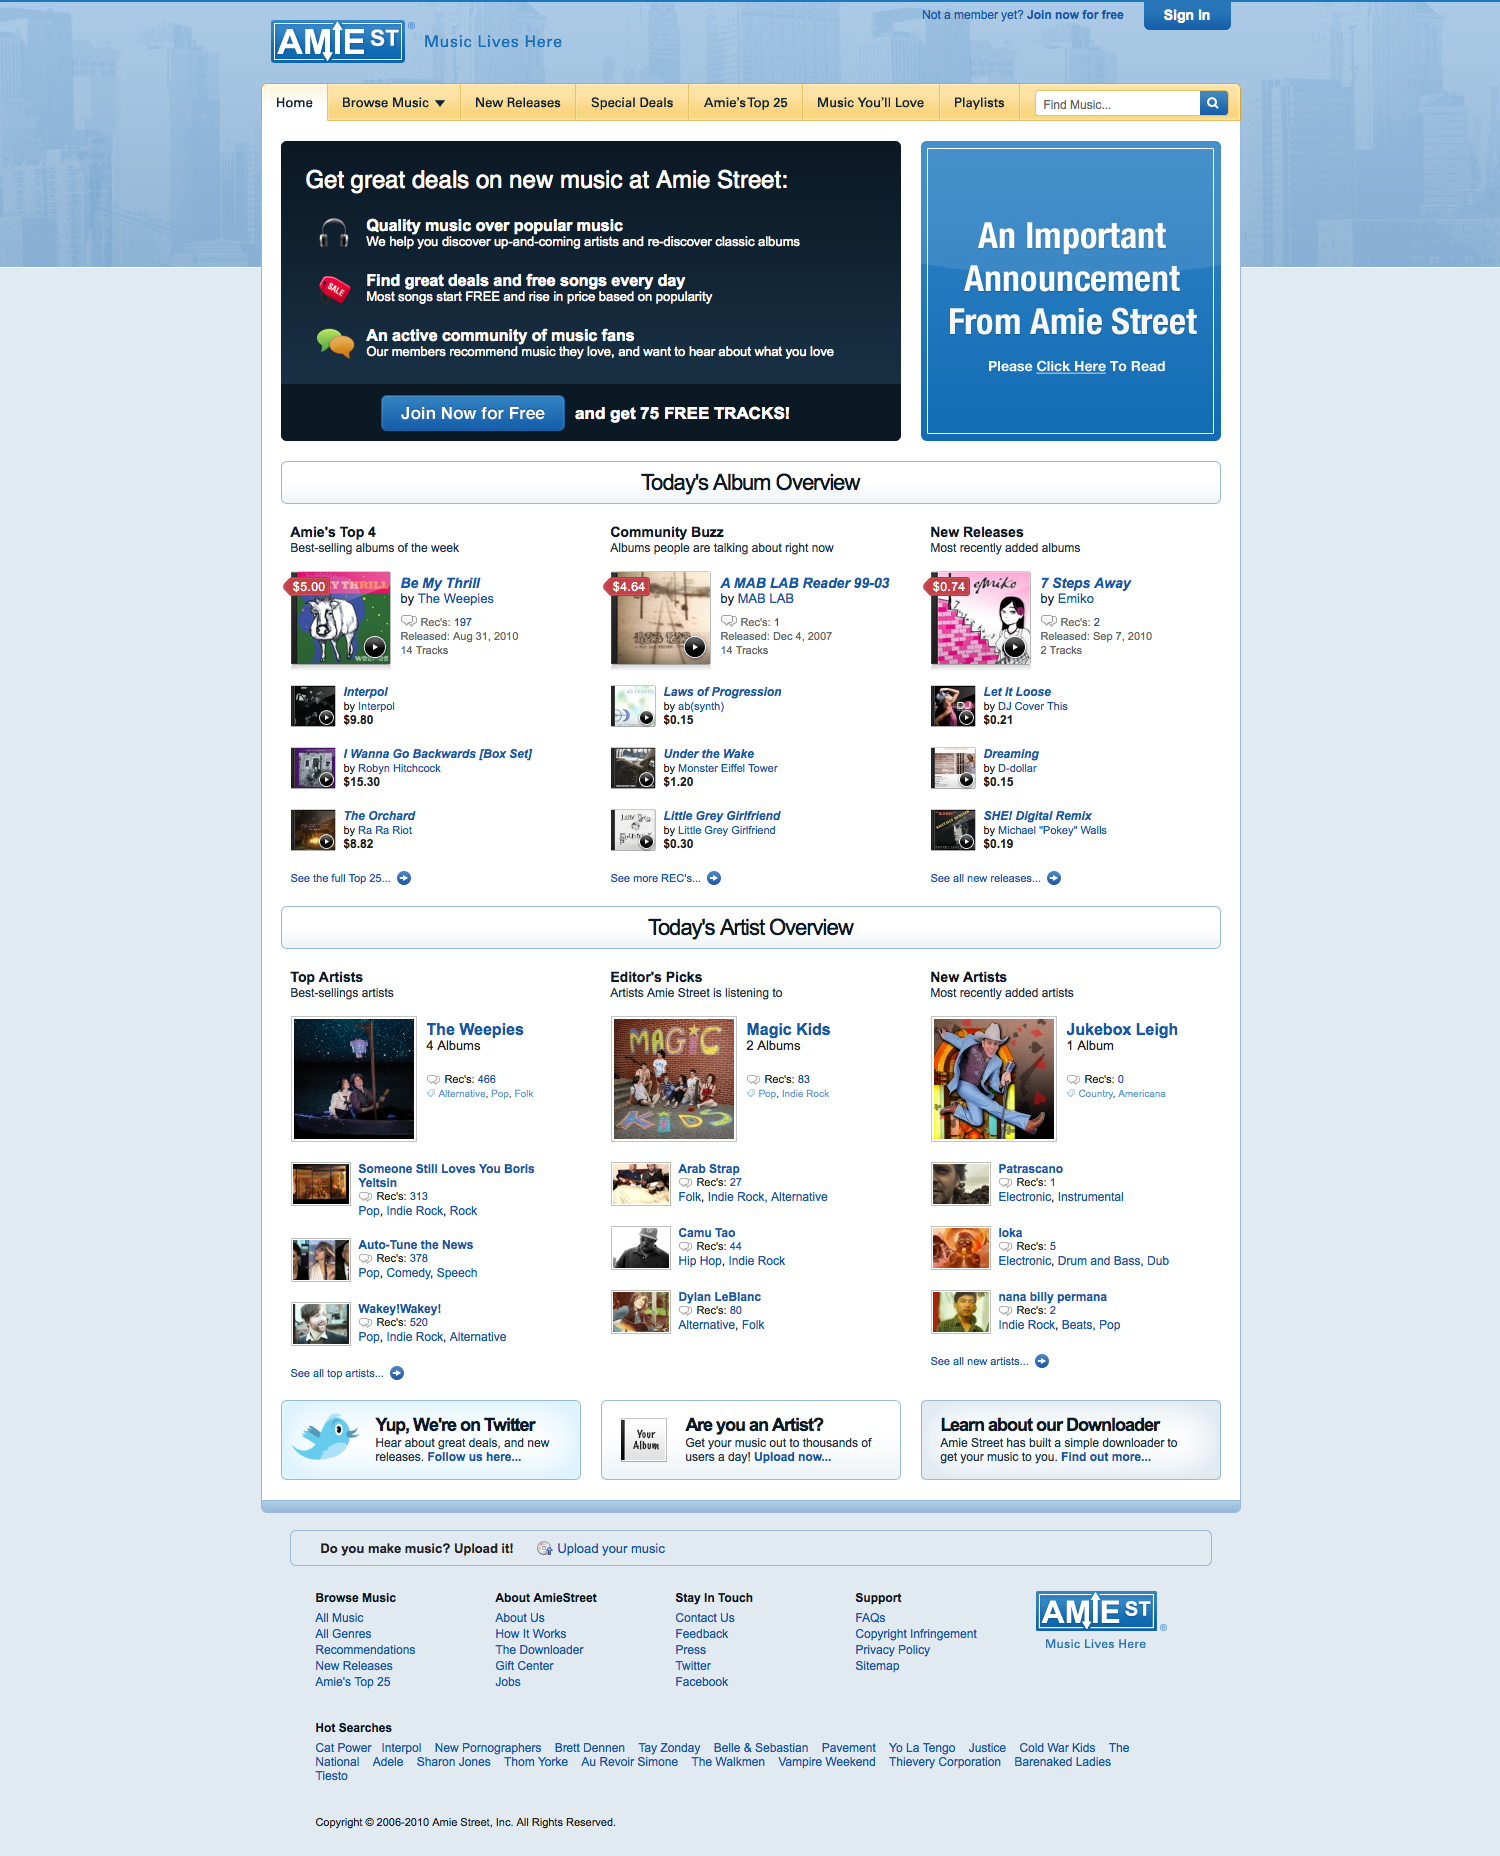 Not a member yet? Join now for free
Sign In
AMIE ST ®
Music Lives Here
Home
Browse Music
New Releases
Special Deals
Amie's Top 25
Music You'll Love
Playlists
Find Music...
Get great deals on new music at Amie Street:
Quality music over popular music
We help you discover up-and-coming artists and re-discover classic albums
SALE
Find great deals and free songs every day
Most songs start FREE and rise in price based on popularity
An active community of music fans
Our members recommend music they love, and want to hear about what you love
Join Now for Free and get 75 FREE TRACKS!
An Important
Announcement
From Amie Street
Please Click Here To Read
Today's Album Overview
Amie's Top 4
Best-selling albums of the week
$5.00
Be My Thrill
by The Weepies
Rec's: 197
Released: Aug 31, 2010
14 Tracks
Interpol
by Interpol
$9.80
I Wanna Go Backwards [Box Set]
by Robyn Hitchcock
$15.30
The Orchard
by Ra Ra Riot
$8.82
See the full Top 25...
Community Buzz
Albums people are talking about right now
$4.64
A MAB LAB Reader 99-03
by MAB LAB
Rec's: 1
Released: Dec 4, 2007
14 Tracks
Laws of Progression
by ab(synth)
$0.15
Under the Wake
by Monster Eiffel Tower
$1.20
Little Grey Girlfriend
by Little Grey Girlfriend
$0.30
See more REC's...
New Releases
Most recently added albums
$0.74
7 Steps Away
by Emiko
Rec's: 2
Released: Sep 7, 2010
2 Tracks
Let It Loose
by DJ Cover This
$0.21
Dreaming
by D-dollar
$0.15
SHE! Digital Remix
by Michael "Pokey" Walls
$0.19
See all new releases...
Today's Artist Overview
Top Artists
Best-sellings artists
The Weepies
4 Albums
Rec's: 466
Alternative, Pop, Folk
Someone Still Loves You Boris
Yeltsin
Rec's: 313
Pop, Indie Rock, Rock
Auto-Tune the News
Rec's: 378
Pop, Comedy, Speech
Wakey!Wakey!
Rec's: 520
Pop, Indie Rock, Alternative
See all top artists...
Editor's Picks
Artists Amie Street is listening to
MAGIC
KIDS
Magic Kids
2 Albums
Rec's: 83
Pop, Indie Rock
Arab Strap
Rec's: 27
Folk, Indie Rock, Alternative
Camu Tao
Rec's: 44
Hip Hop, Indie Rock
Dylan LeBlanc
Rec's: 80
Alternative, Folk
New Artists
Most recently added artists
Jukebox Leigh
1 Album
Rec's: 0
Country, Americana
Patrascano
Rec's: 1
Electronic, Instrumental
loka
Rec's: 5
Electronic, Drum and Bass, Dub
nana billy permana
Rec's: 2
Indie Rock, Beats, Pop
See all new artists...
Yup, We're on Twitter
Hear about great deals, and new
releases. Follow us here...
Your
Album
Are you an Artist?
Get your music out to thousands of
users a day! Upload now...
Learn about our Downloader
Amie Street has built a simple downloader to
get your music to you. Find out more...
Do you make music? Upload it! Upload your music
Browse Music
All Music
All Genres
Recommendations
New Releases
Amie's Top 25
About AmieStreet
About Us
How It Works
The Downloader
Gift Center
Jobs
Stay In Touch
Contact Us
Feedback
Press
Twitter
Facebook
Support
FAQs
Copyright Infringement
Privacy Policy
Sitemap
AMIE ST ®
Music Lives Here
Hot Searches
Cat Power Interpol New Pornographers Brett Dennen Tay Zonday Belle & Sebastian Pavement Yo La Tengo Justice Cold War Kids The
National Adele Sharon Jones Thom Yorke Au Revoir Simone The Walkmen Vampire Weekend Thievery Corporation Barenaked Ladies
Tiesto
Copyright © 2006-2010 Amie Street, Inc. All Rights Reserved.